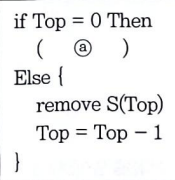 if Top = 0 Then
( ⓐ )
Else {
remove S(Top)
Top = Top − 1
}